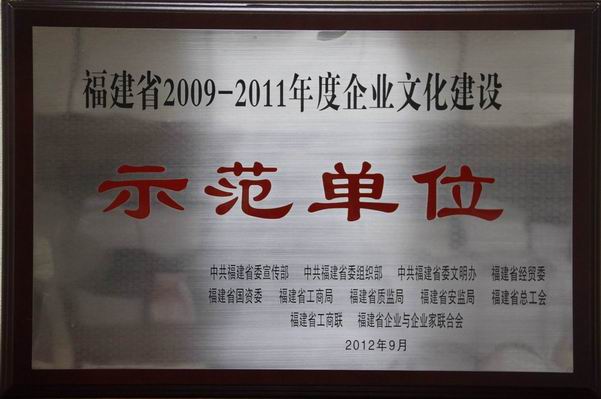 福建省2009-2011年度企业文化建设
示范单位
中共福建省委宣传部 中共福建省委组织部 中共福建省委文明办 福建省经贸委
福建省国资委 福建省工商局 福建省质监局 福建省安监局 福建省总工会
福建省工商联 福建省企业与企业家联合会
2012年9月